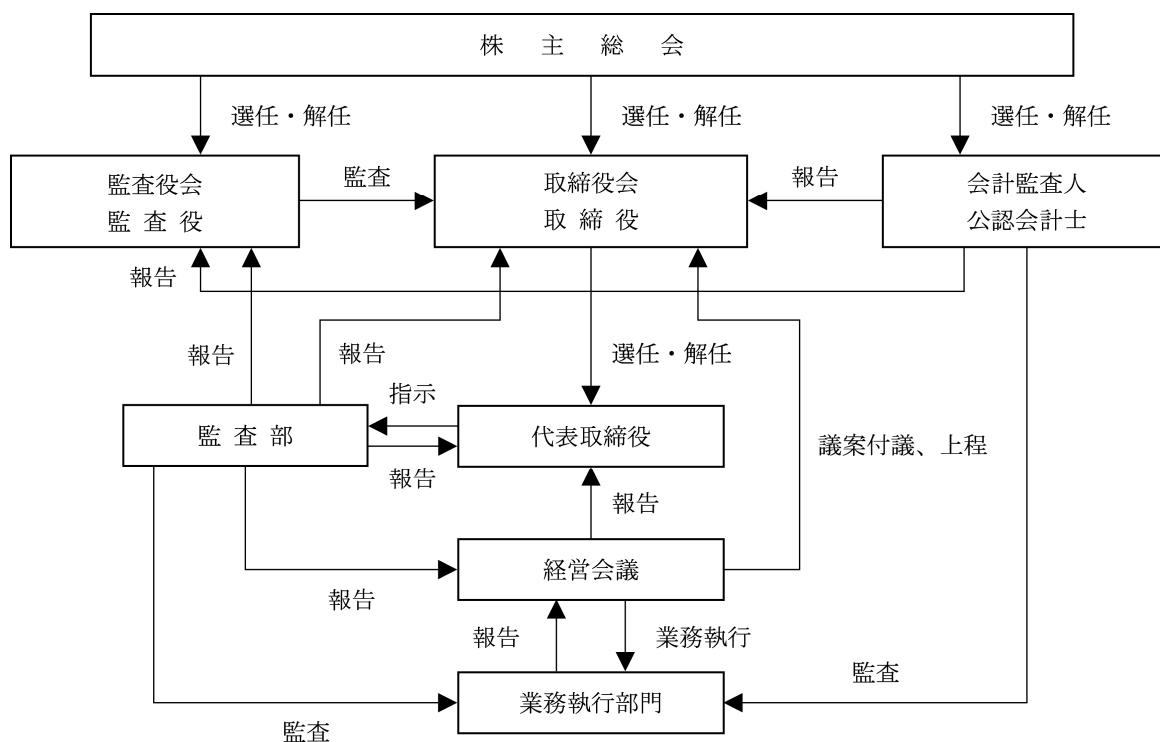 株主総会
選任・解任
選任・解任
選任・解任
監査役会
監査役
監査
取締役会
取締役
報告
会計監査人
公認会計士
報告
報告
報告
選任・解任
指示
監査部
代表取締役
報告
議案付議、上程
報告
経営会議
報告
報告
業務執行
監査
業務執行部門
監査